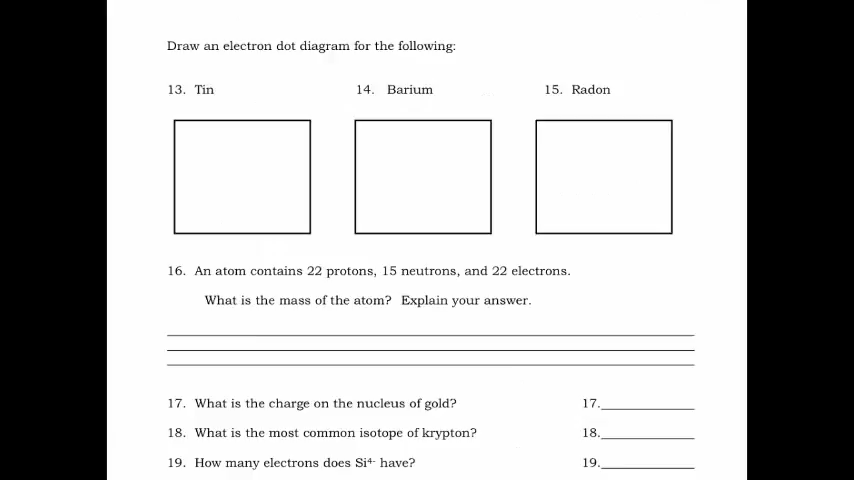 Draw an electron dot diagram for the following:
13. Tin 14. Barium 15. Radon
16. An atom contains 22 protons, 15 neutrons, and 22 electrons.
What is the mass of the atom? Explain your answer.
17. What is the charge on the nucleus of gold? 17.
18. What is the most common isotope of krypton? 18.
19. How many electrons does Si⁴⁻ have? 19.